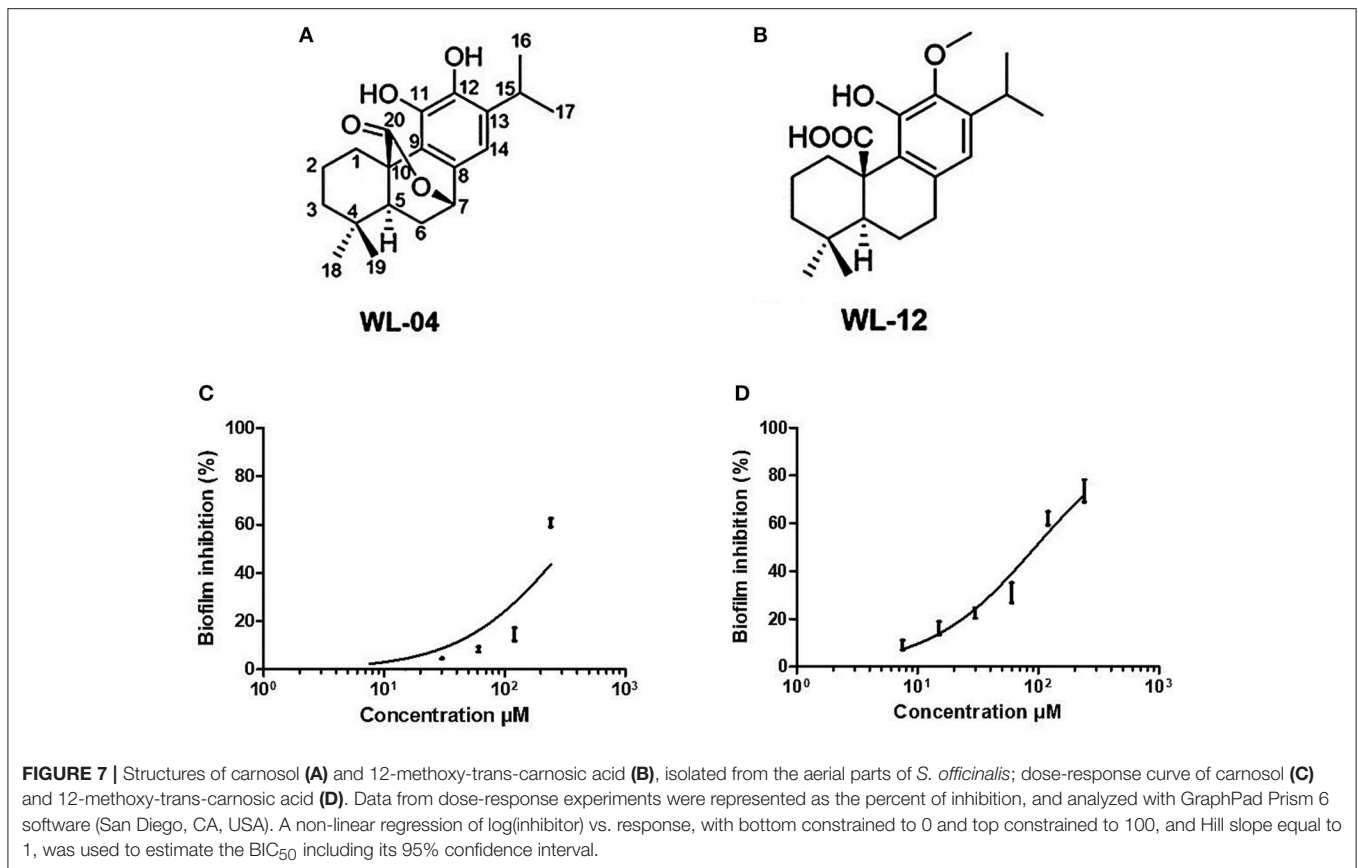 A
B
OH
16
HO
11
12
15
17
20
O
13
9
14
1
10
8
2
O
5
7
3
4
6
H
18
19
WL-04
O
HO
HOOC
H
WL-12
C
D
Biofilm inhibition (%)
100
80
60
40
20
0
10⁰
10¹
10²
10³
Concentration µM
Biofilm inhibition (%)
100
80
60
40
20
0
10⁰
10¹
10²
10³
Concentration µM
FIGURE 7 | Structures of carnosol (A) and 12-methoxy-trans-carnosic acid (B), isolated from the aerial parts of S. officinalis; dose-response curve of carnosol (C)
and 12-methoxy-trans-carnosic acid (D). Data from dose-response experiments were represented as the percent of inhibition, and analyzed with GraphPad Prism 6
software (San Diego, CA, USA). A non-linear regression of log(inhibitor) vs. response, with bottom constrained to 0 and top constrained to 100, and Hill slope equal to
1, was used to estimate the BIC₅₀ including its 95% confidence interval.